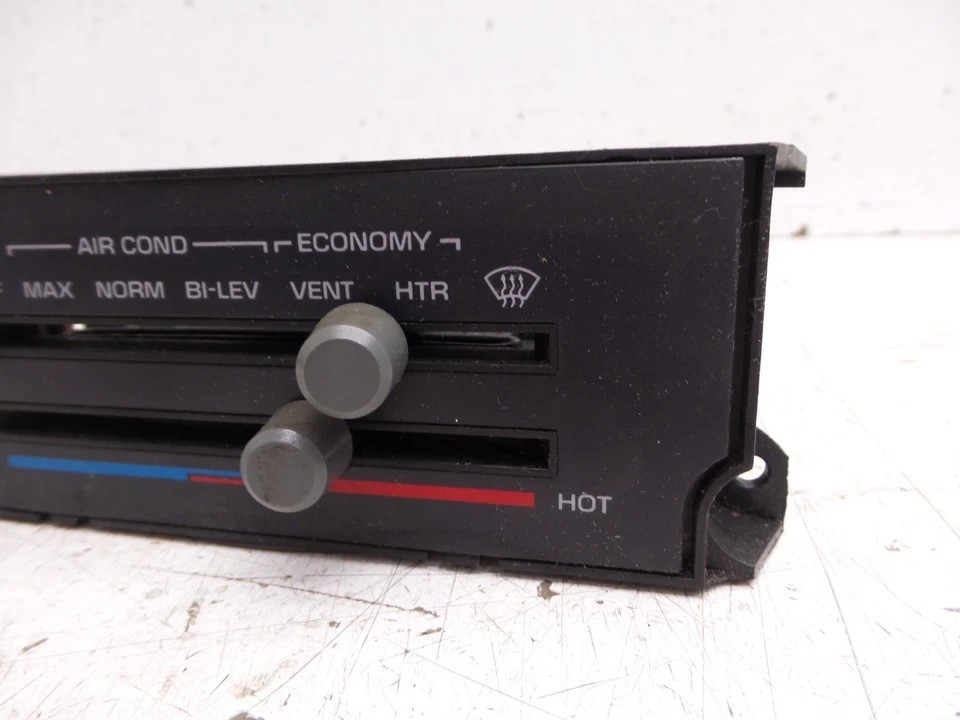 AIR COND ECONOMY
MAX NORM BI-LEV VENT HTR
HOT